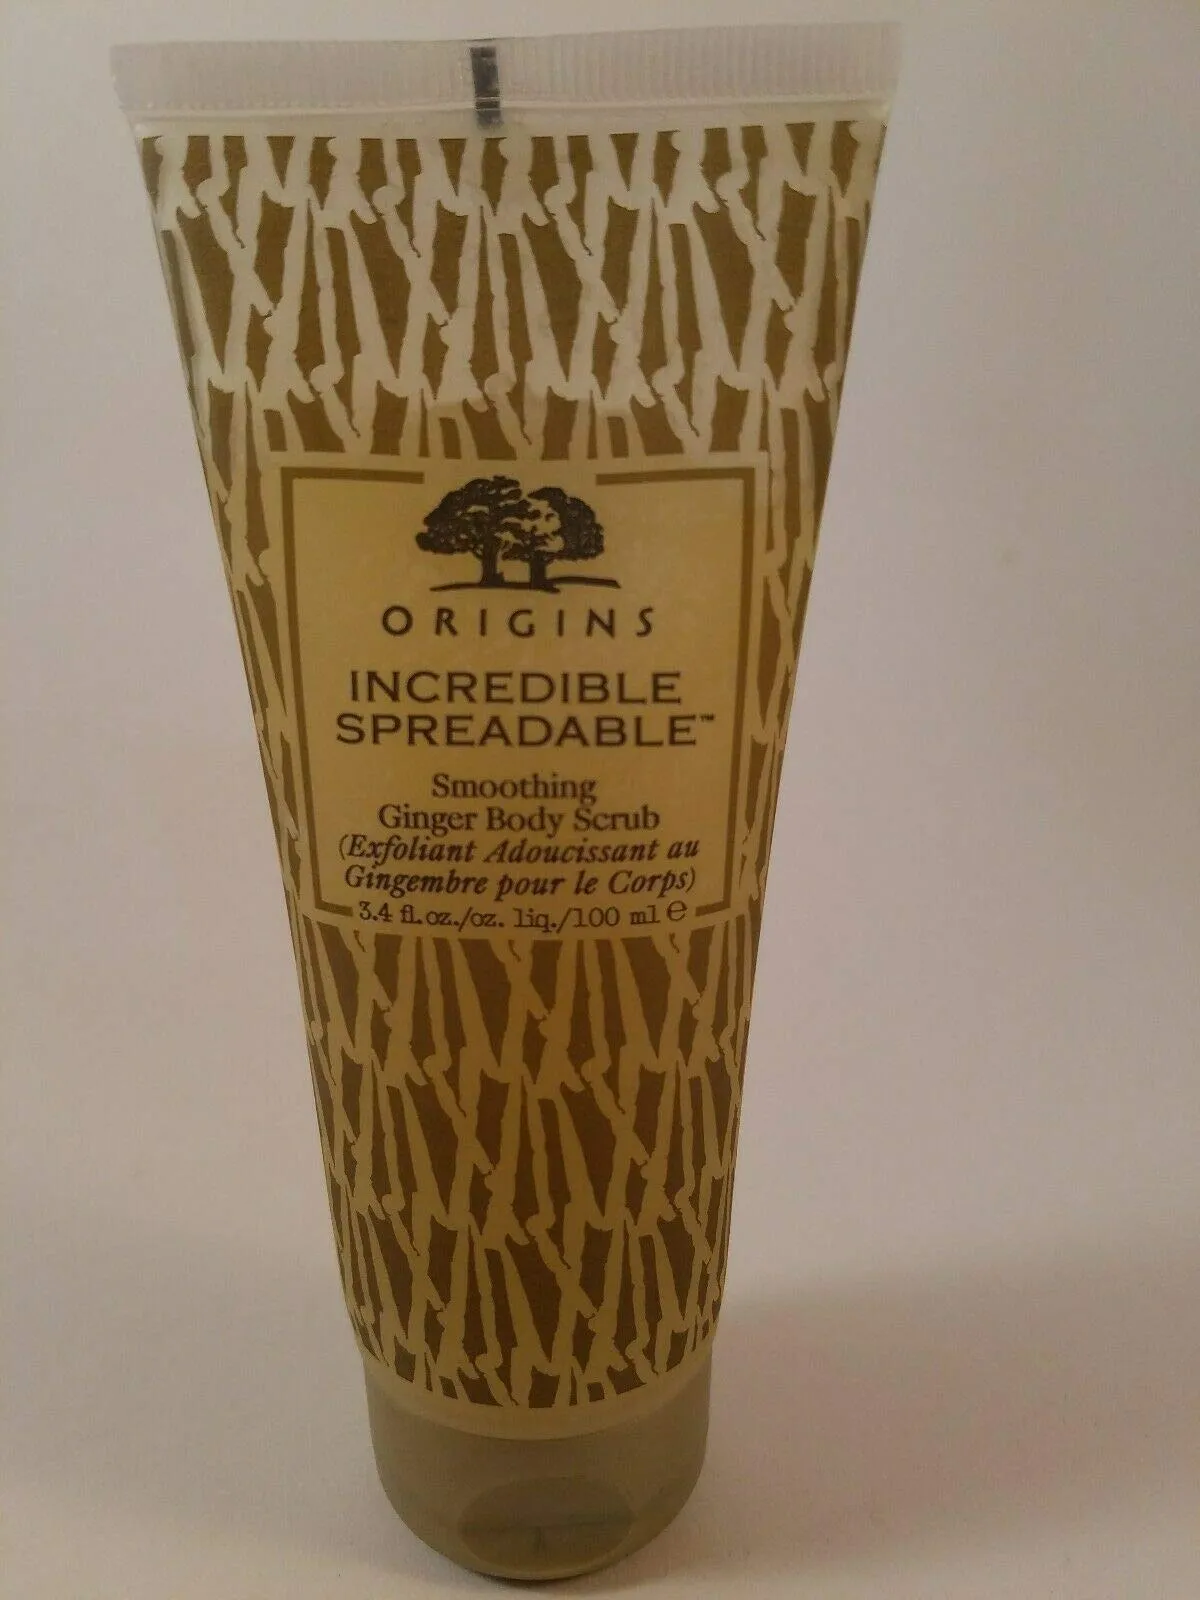 ORIGINS
INCREDIBLE
SPREADABLE™
Smoothing
Ginger Body Scrub
(Exfoliant Adoucissant au
Gingembre pour le Corps)
3.4 fl. oz./oz. liq./100 ml ℮